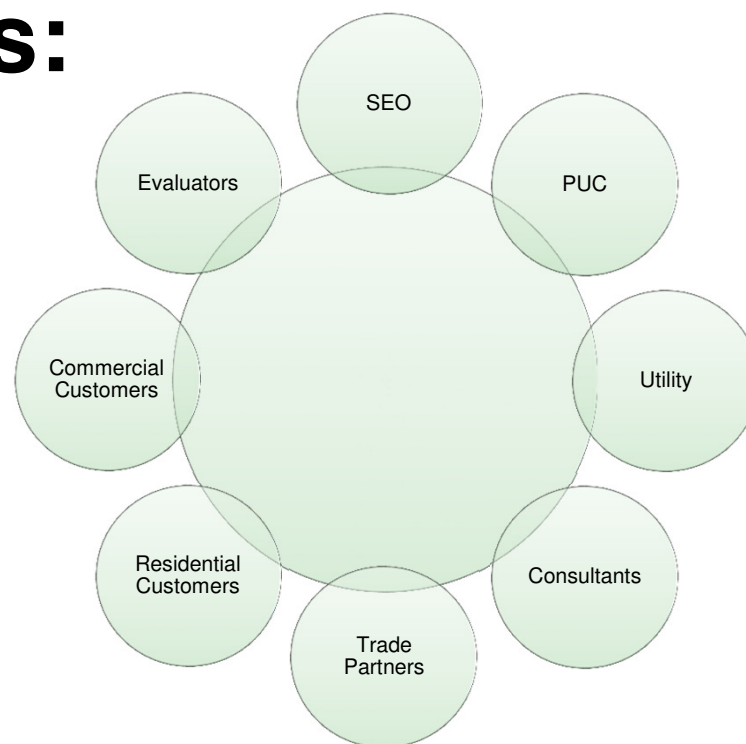 s:
SEO
PUC
Evaluators
Commercial
Customers
Utility
Residential
Customers
Consultants
Trade
Partners